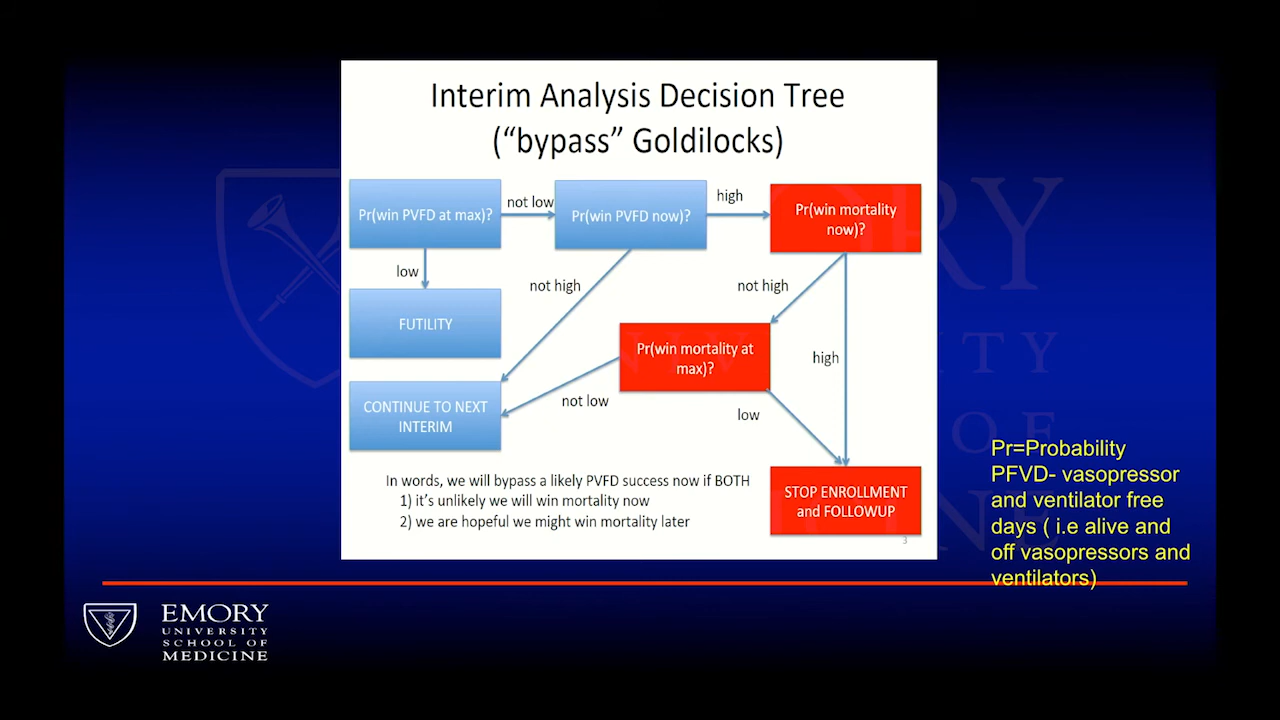 Interim Analysis Decision Tree
("bypass" Goldilocks)
Pr(win PVFD at max)?
not low
Pr(win PVFD now)?
high
Pr(win mortality
now)?
low
not high
not high
FUTILITY
Pr(win mortality at
max)?
high
CONTINUE TO NEXT
INTERIM
not low
low
In words, we will bypass a likely PVFD success now if BOTH
1) it's unlikely we will win mortality now
2) we are hopeful we might win mortality later
STOP ENROLLMENT
and FOLLOWUP
3
Pr=Probability
PFVD- vasopressor
and ventilator free
days ( i.e alive and
off vasopressors and
ventilators)
EMORY
UNIVERSITY
SCHOOL OF
MEDICINE